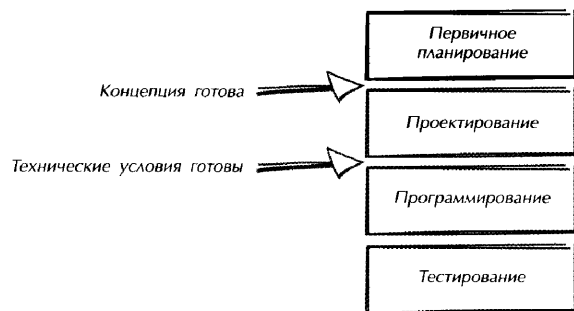 Первичное
планирование
Концепция готова
Проектирование
Технические условия готовы
Программирование
Тестирование